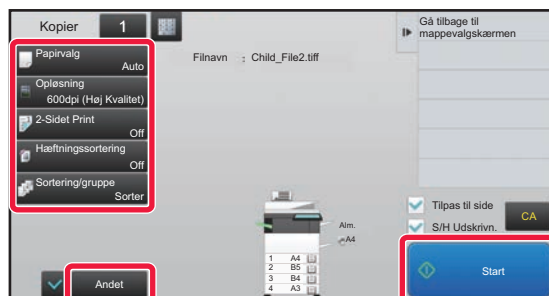 Kopier 1
Papirvalg
Auto
Opløsning
600dpi (Høj Kvalitet)
2-Sidet Print
Off
Hæftningssortering
Off
Sortering/gruppe
Sorter
Andet
Filnavn : Child_File2.tiff
Alm.
A4
1 A4
2 B5
3 B4
4 A3
Gå tilbage til
mappevalgskærmen
Tilpas til side
S/H Udskrivn.
CA
Start